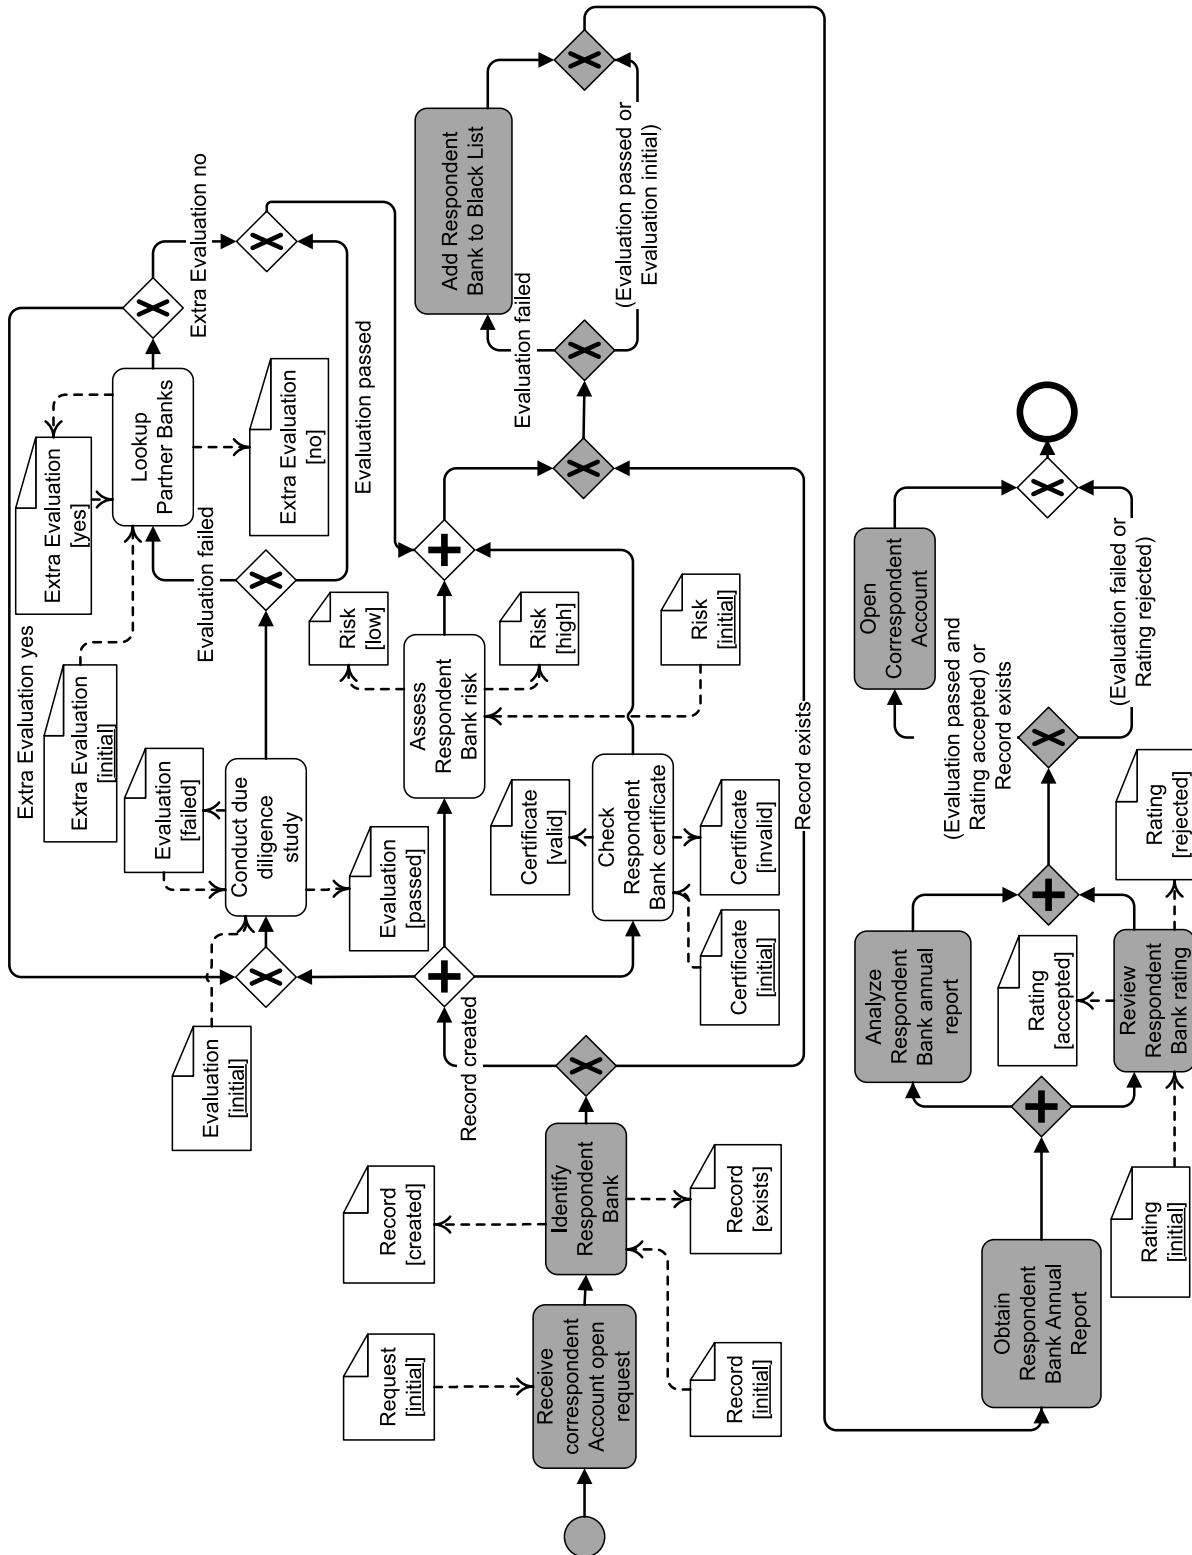 Receive
correspondent
Account open
request
Request
[initial]
Record
[initial]
Identify
Respondent
Bank
Record
[created]
Record
[exists]
Record created
Record exists
Evaluation
[initial]
Conduct due
diligence
study
Evaluation
[failed]
Evaluation
[passed]
Extra Evaluation yes
Extra Evaluation
[initial]
Extra Evaluation
[yes]
Evaluation failed
Evaluation passed
Lookup
Partner Banks
Extra Evaluation
[no]
Extra Evaluation no
Assess
Respondent
Bank risk
Risk
[low]
Risk
[high]
Risk
[initial]
Check
Respondent
Bank certificate
Certificate
[valid]
Certificate
[invalid]
Certificate
[initial]
Evaluation failed
Add Respondent
Bank to Black List
(Evaluation passed or
Evaluation initial)
Obtain
Respondent
Bank Annual
Report
Analyze
Respondent
Bank annual
report
Review
Respondent
Bank rating
Rating
[initial]
Rating
[accepted]
Rating
[rejected]
(Evaluation passed and
Rating accepted) or
Record exists
(Evaluation failed or
Rating rejected)
Open
Correspondent
Account